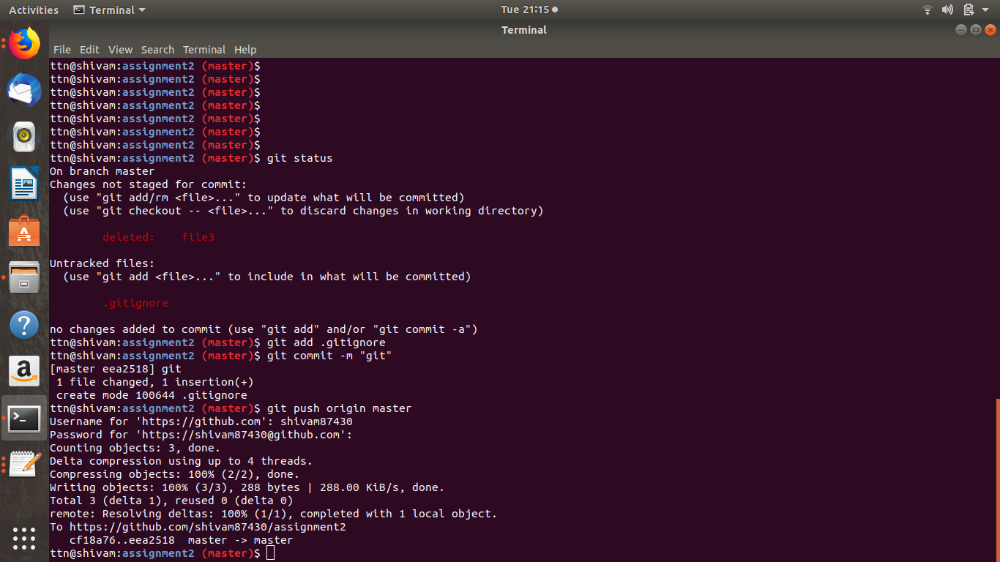 Activities Terminal Tue 21:15
Terminal
File Edit View Search Terminal Help
ttn@shivam:assignment2 (master)$
ttn@shivam:assignment2 (master)$
ttn@shivam:assignment2 (master)$
ttn@shivam:assignment2 (master)$
ttn@shivam:assignment2 (master)$
ttn@shivam:assignment2 (master)$
ttn@shivam:assignment2 (master)$
ttn@shivam:assignment2 (master)$ git status
On branch master
Changes not staged for commit:
  (use "git add/rm <file>..." to update what will be committed)
  (use "git checkout -- <file>..." to discard changes in working directory)
        deleted:    file3
Untracked files:
  (use "git add <file>..." to include in what will be committed)
        .gitignore
no changes added to commit (use "git add" and/or "git commit -a")
ttn@shivam:assignment2 (master)$ git add .gitignore
ttn@shivam:assignment2 (master)$ git commit -m "git"
[master eea2518] git
 1 file changed, 1 insertion(+)
 create mode 100644 .gitignore
ttn@shivam:assignment2 (master)$ git push origin master
Username for 'https://github.com': shivam87430
Password for 'https://shivam87430@github.com':
Counting objects: 3, done.
Delta compression using up to 4 threads.
Compressing objects: 100% (2/2), done.
Writing objects: 100% (3/3), 288 bytes | 288.00 KiB/s, done.
Total 3 (delta 1), reused 0 (delta 0)
remote: Resolving deltas: 100% (1/1), completed with 1 local object.
To https://github.com/shivam87430/assignment2
   cf18a76..eea2518  master -> master
ttn@shivam:assignment2 (master)$